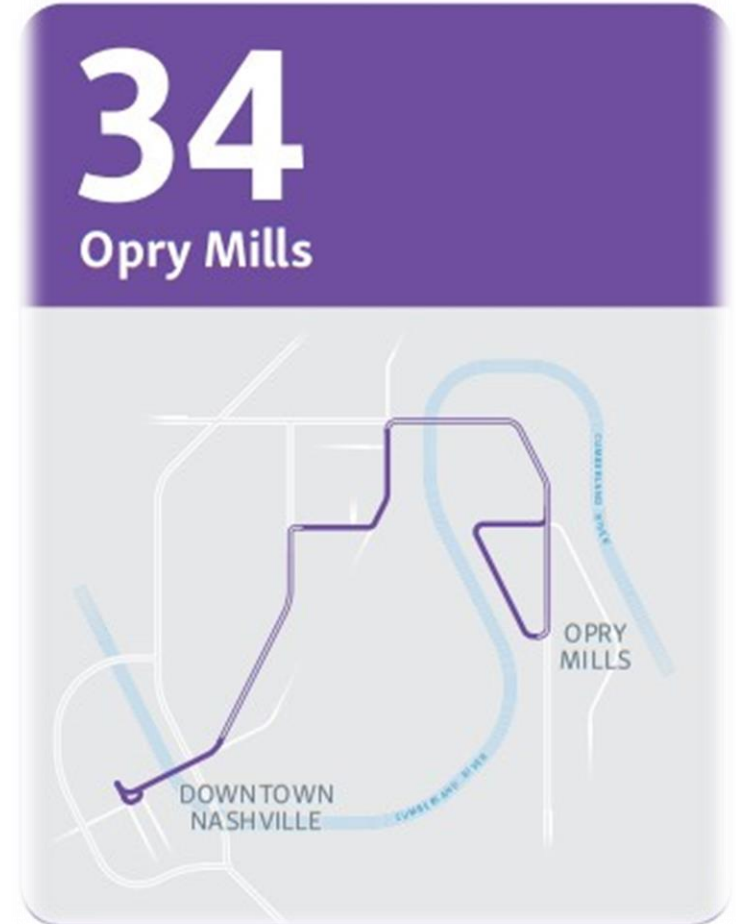 34
Opry Mills
CUMBERLAND RIVER
OPRY
MILLS
DOWNTOWN
NASHVILLE
CUMBERLAND RIVER